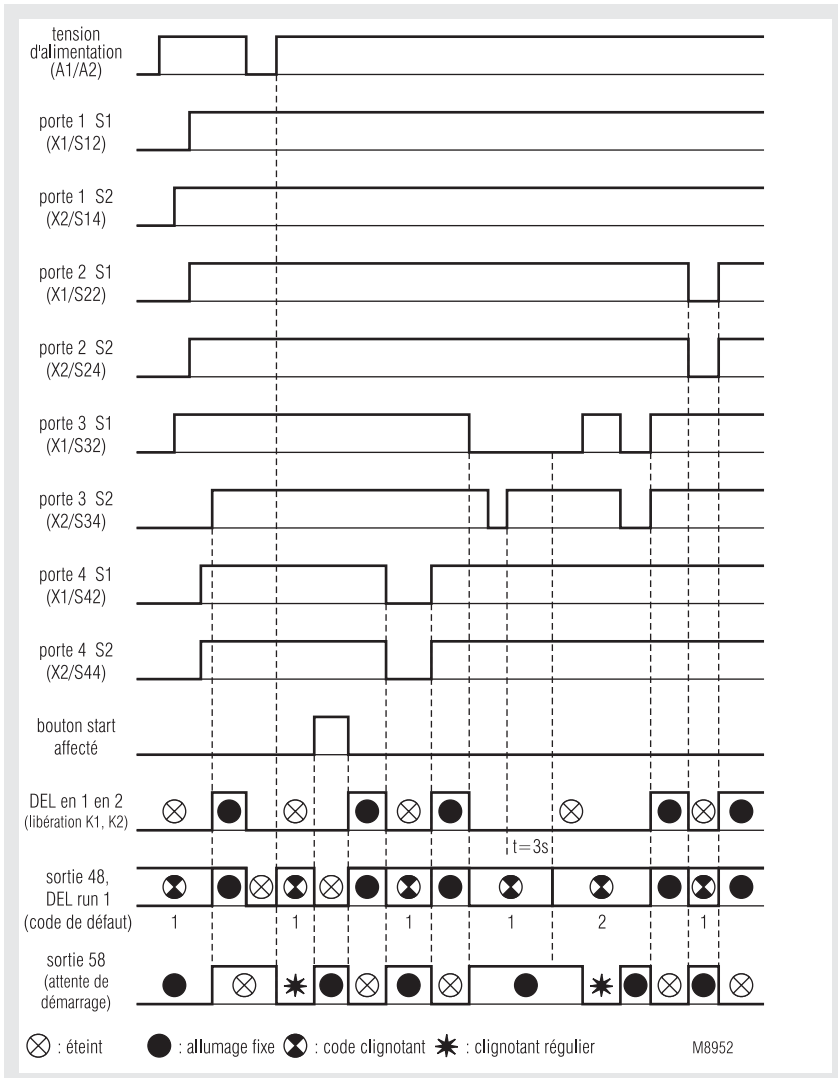 tension
d'alimentation
(A1/A2)
porte 1 S1
(X1/S12)
porte 1 S2
(X2/S14)
porte 2 S1
(X1/S22)
porte 2 S2
(X2/S24)
porte 3 S1
(X1/S32)
porte 3 S2
(X2/S34)
porte 4 S1
(X1/S42)
porte 4 S2
(X2/S44)
bouton start
affecté
DEL en 1 en 2
(libération K1, K2)
t=3s
sortie 48,
DEL run 1
(code de défaut)
1 1 1 1 2 1
sortie 58
(attente de
démarrage)
: éteint : allumage fixe : code clignotant : clignotant régulier M8952